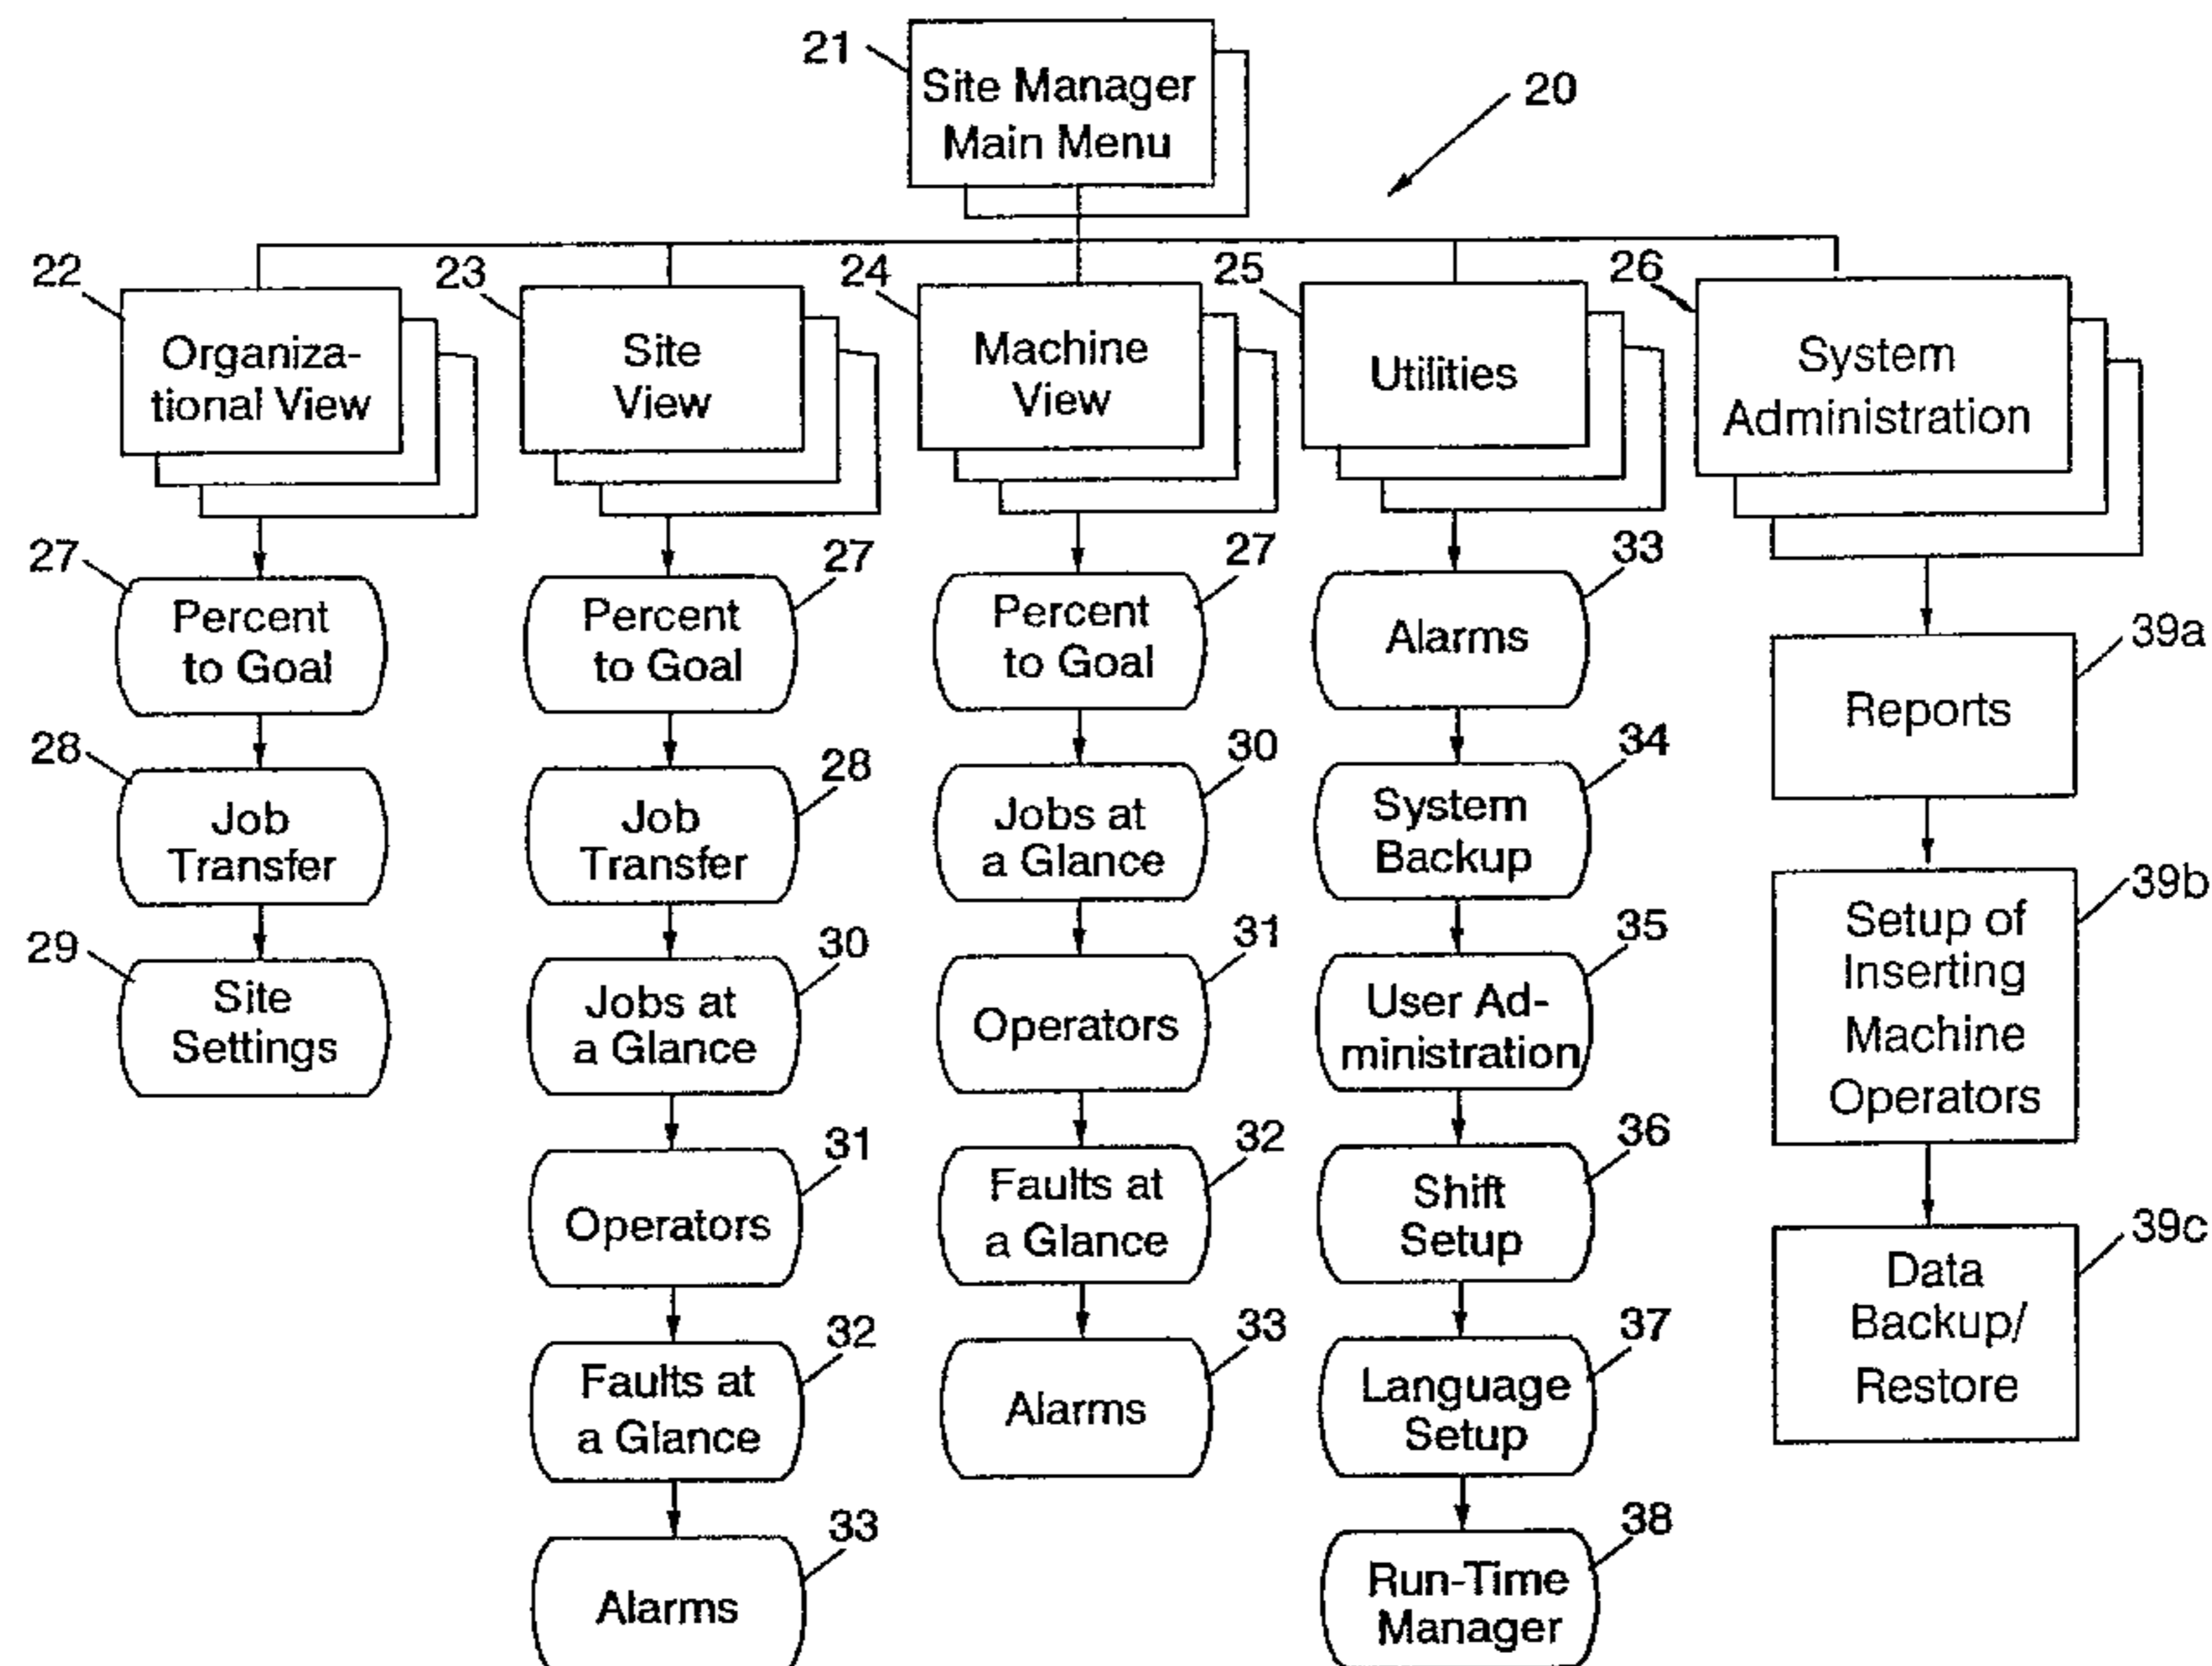 21
Site Manager
Main Menu
20
22
Organiza-
tional View
23
Site
View
24
Machine
View
25
Utilities
26
System
Administration
27
Percent
to Goal
28
Job
Transfer
29
Site
Settings
27
Percent
to Goal
28
Job
Transfer
30
Jobs at
a Glance
31
Operators
32
Faults at
a Glance
33
Alarms
27
Percent
to Goal
30
Jobs at
a Glance
31
Operators
32
Faults at
a Glance
33
Alarms
33
Alarms
34
System
Backup
35
User Ad-
ministration
36
Shift
Setup
37
Language
Setup
38
Run-Time
Manager
39a
Reports
39b
Setup of
Inserting
Machine
Operators
39c
Data
Backup/
Restore